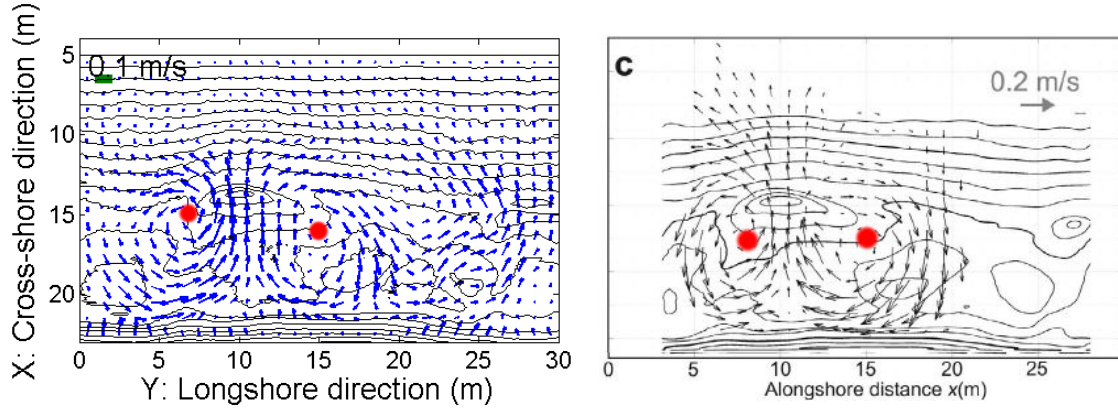 X: Cross-shore direction (m)
5
10
15
20
0.1 m/s
0 5 10 15 20 25 30
Y: Longshore direction (m)
c
0.2 m/s
0 5 10 15 20 25
Alongshore distance x(m)